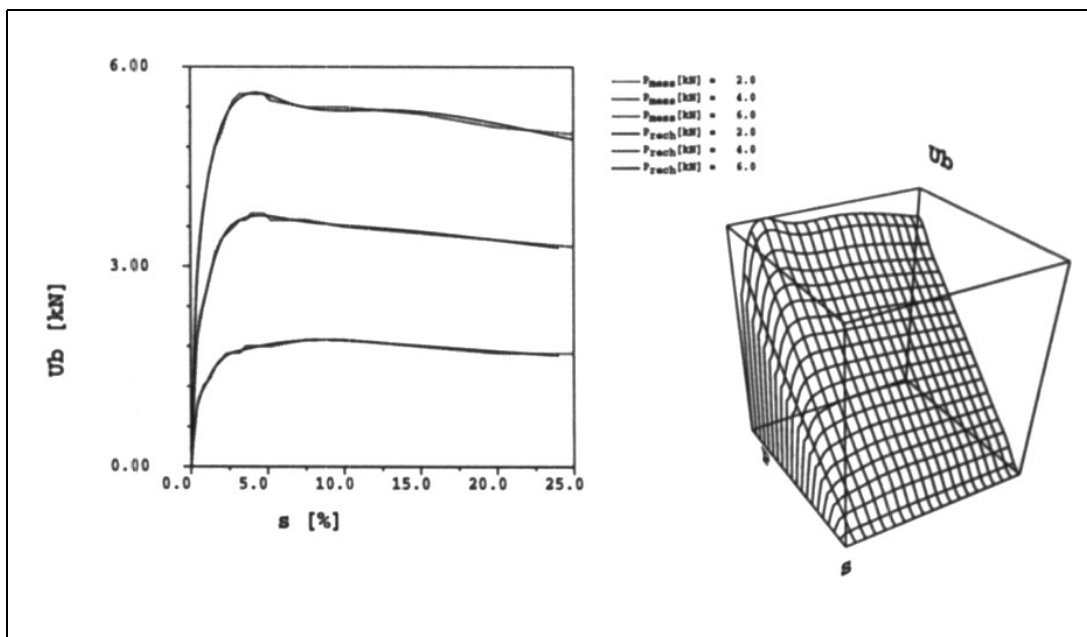 6.00
3.00
0.00
Ub [kN]
0.0 5.0 10.0 15.0 20.0 25.0
s [%]
Pmess[kN] = 2.0
Pmess[kN] = 4.0
Pmess[kN] = 6.0
Prech[kN] = 2.0
Prech[kN] = 4.0
Prech[kN] = 6.0
Ub
s